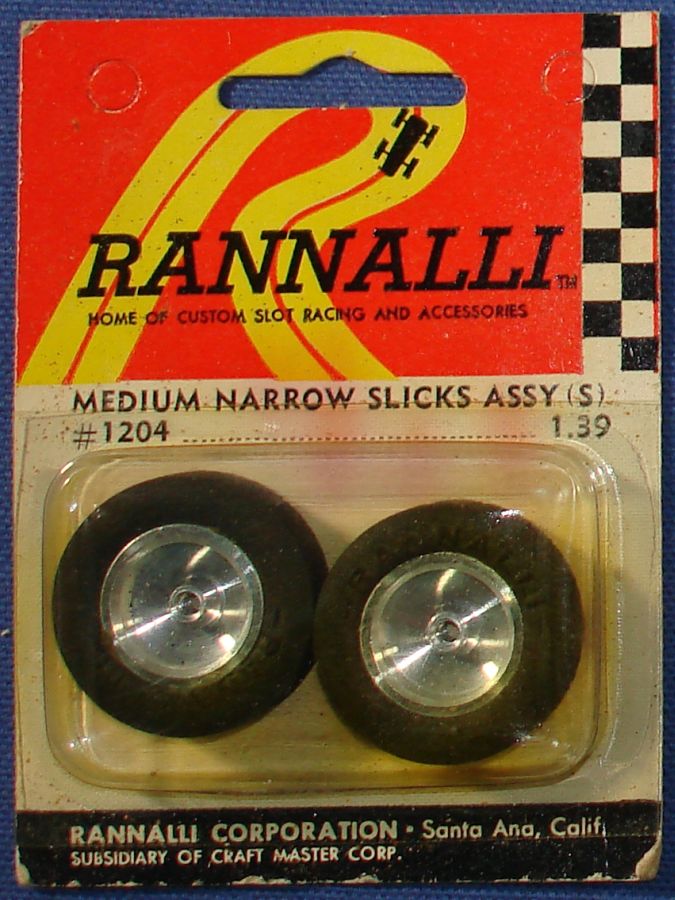 RANNALLI™
HOME OF CUSTOM SLOT RACING AND ACCESSORIES
MEDIUM NARROW SLICKS ASSY (S)
#1204 ........................................ 1.39
RANNALLI
RANNALLI CORPORATION • Santa Ana, Calif.
SUBSIDIARY OF CRAFT MASTER CORP.